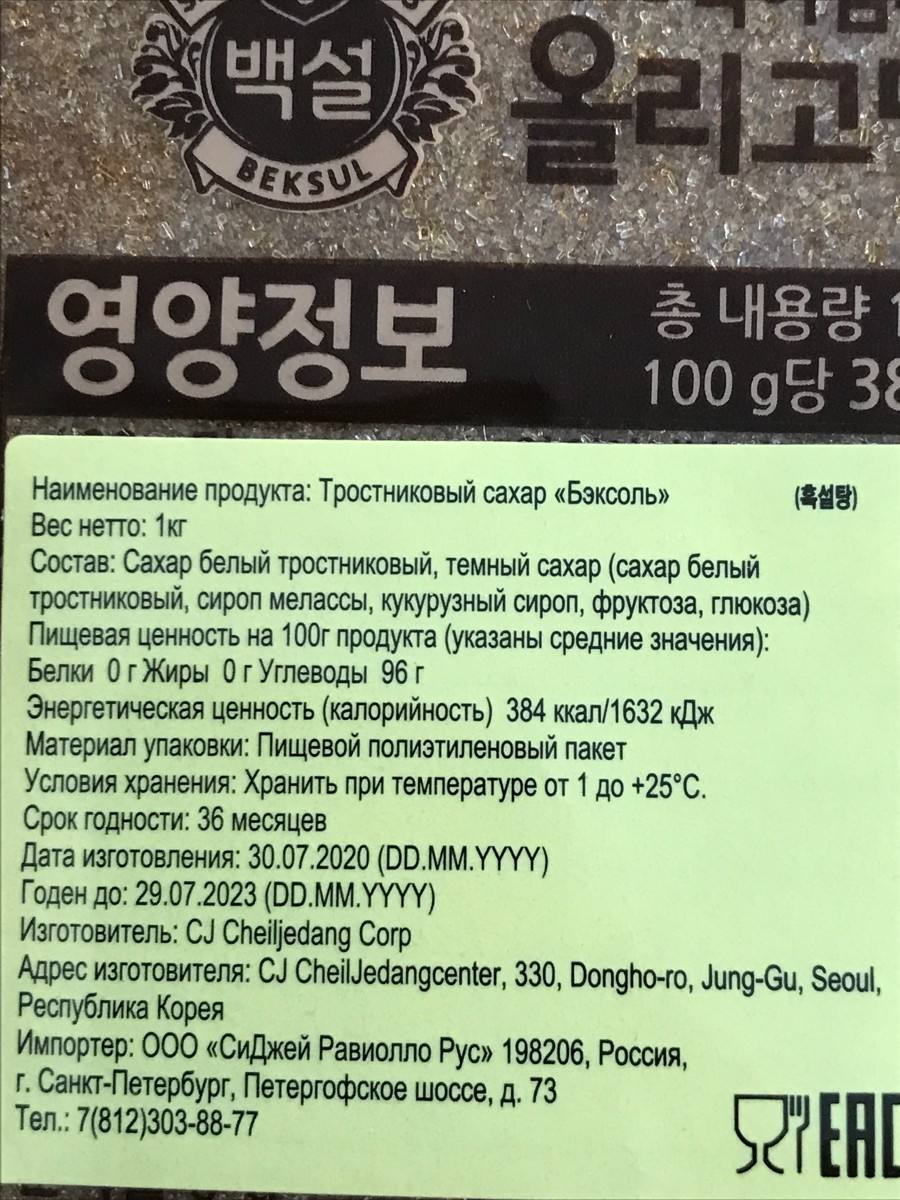 백설
BEKSUL
올리고
영양정보
총 내용량
100 g당 38
Наименование продукта: Тростниковый сахар «Бэксоль» (흑설탕)
Вес нетто: 1кг
Состав: Сахар белый тростниковый, темный сахар (сахар белый
тростниковый, сироп мелассы, кукурузный сироп, фруктоза, глюкоза)
Пищевая ценность на 100г продукта (указаны средние значения):
Белки 0 г Жиры 0 г Углеводы 96 г
Энергетическая ценность (калорийность) 384 ккал/1632 кДж
Материал упаковки: Пищевой полиэтиленовый пакет
Условия хранения: Хранить при температуре от 1 до +25°С.
Срок годности: 36 месяцев
Дата изготовления: 30.07.2020 (DD.MM.YYYY)
Годен до: 29.07.2023 (DD.MM.YYYY)
Изготовитель: CJ Cheiljedang Corp
Адрес изготовителя: CJ CheilJedangcenter, 330, Dongho-ro, Jung-Gu, Seoul,
Республика Корея
Импортер: ООО «СиДжей Равиолло Рус» 198206, Россия,
г. Санкт-Петербург, Петергофское шоссе, д. 73
Тел.: 7(812)303-88-77
EAC